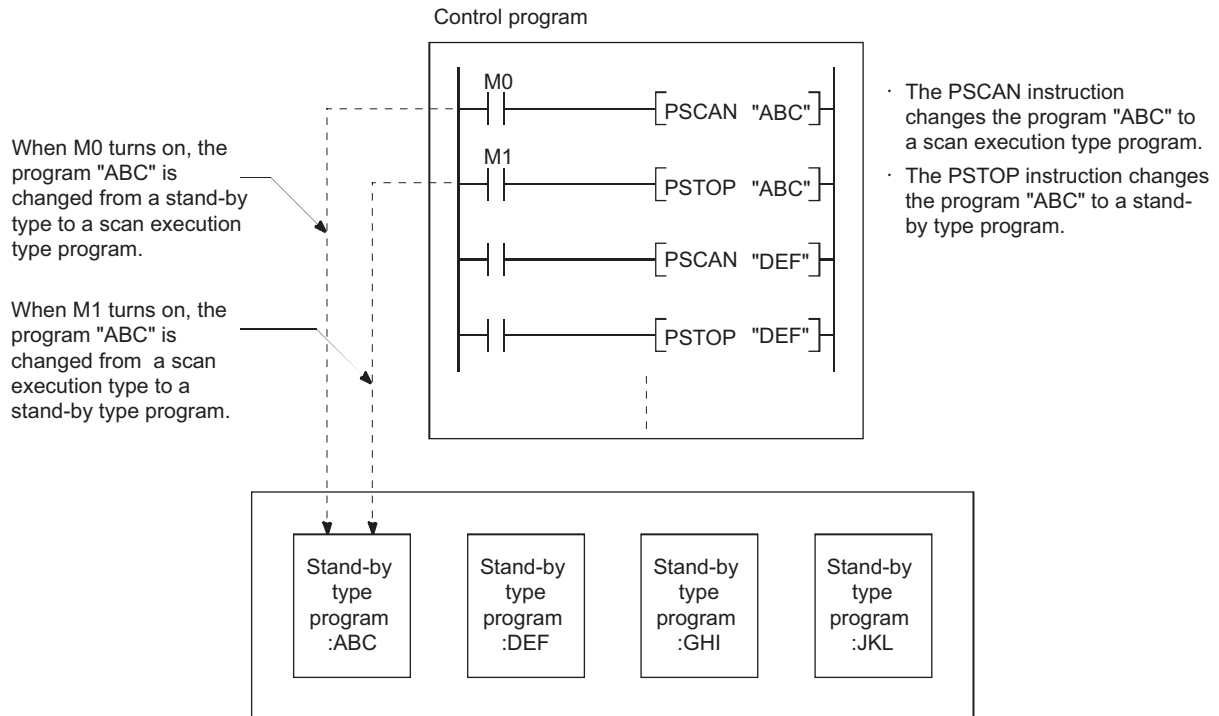 Control program
M0
PSCAN "ABC"
M1
PSTOP "ABC"
PSCAN "DEF"
PSTOP "DEF"
· The PSCAN instruction
changes the program "ABC" to
a scan execution type program.
· The PSTOP instruction changes
the program "ABC" to a stand-
by type program.
When M0 turns on, the
program "ABC" is
changed from a stand-by
type to a scan execution
type program.
When M1 turns on, the
program "ABC" is
changed from a scan
execution type to a
stand-by type program.
Stand-by
type
program
:ABC
Stand-by
type
program
:DEF
Stand-by
type
program
:GHI
Stand-by
type
program
:JKL